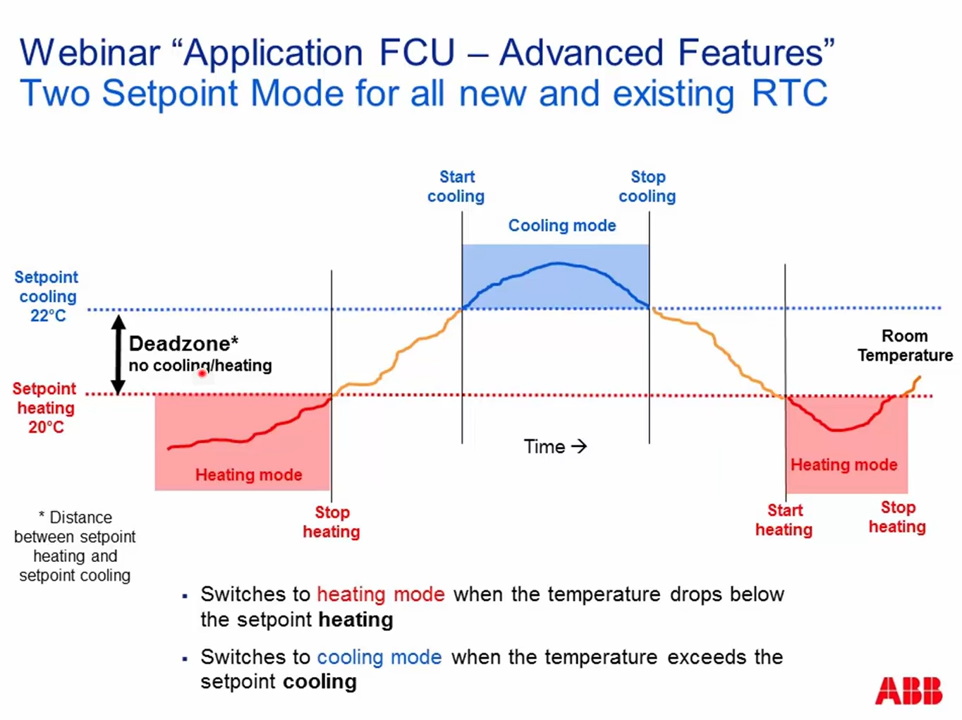 Webinar “Application FCU – Advanced Features”
Two Setpoint Mode for all new and existing RTC
Start
cooling
Stop
cooling
Cooling mode
Setpoint
cooling
22°C
Deadzone*
no cooling/heating
Room
Temperature
Setpoint
heating
20°C
Time →
Heating mode
Heating mode
Stop
heating
Start
heating
Stop
heating
* Distance
between setpoint
heating and
setpoint cooling
▪ Switches to heating mode when the temperature drops below
the setpoint heating
▪ Switches to cooling mode when the temperature exceeds the
setpoint cooling
ABB